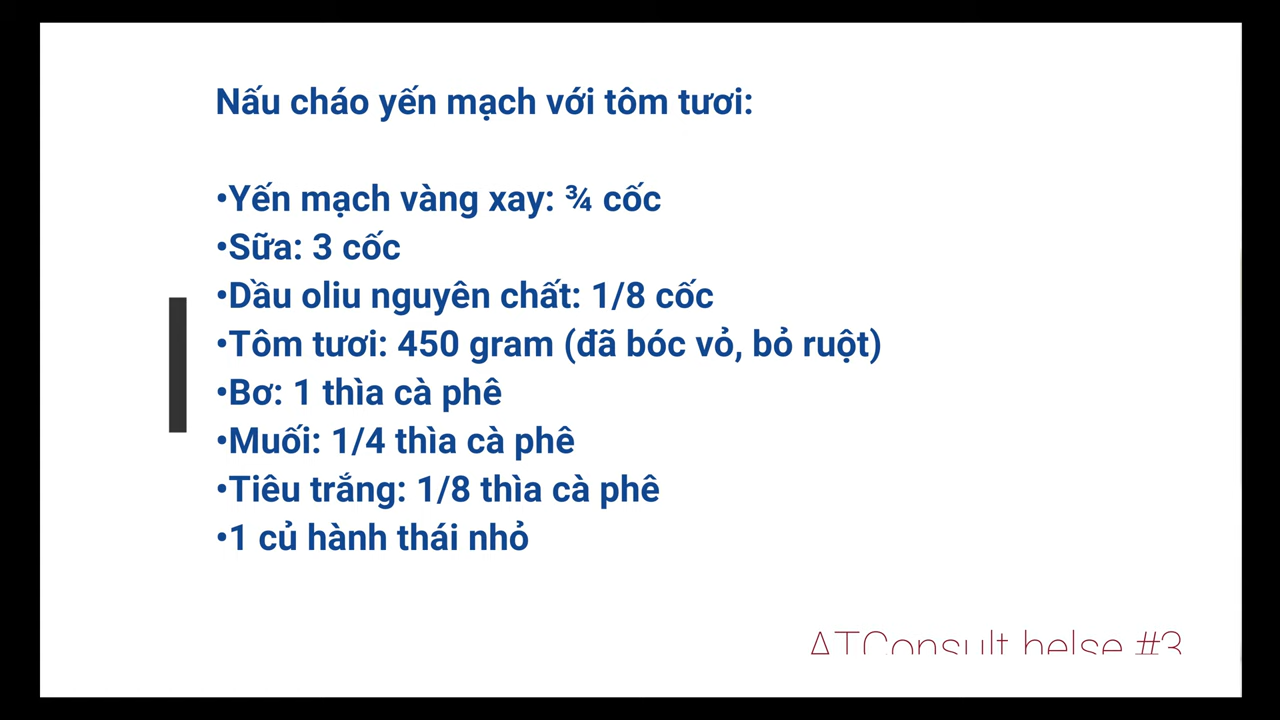 Nấu cháo yến mạch với tôm tươi:
•Yến mạch vàng xay: ¾ cốc
•Sữa: 3 cốc
•Dầu oliu nguyên chất: 1/8 cốc
•Tôm tươi: 450 gram (đã bóc vỏ, bỏ ruột)
•Bơ: 1 thìa cà phê
•Muối: 1/4 thìa cà phê
•Tiêu trắng: 1/8 thìa cà phê
•1 củ hành thái nhỏ
ATConsult helse #3